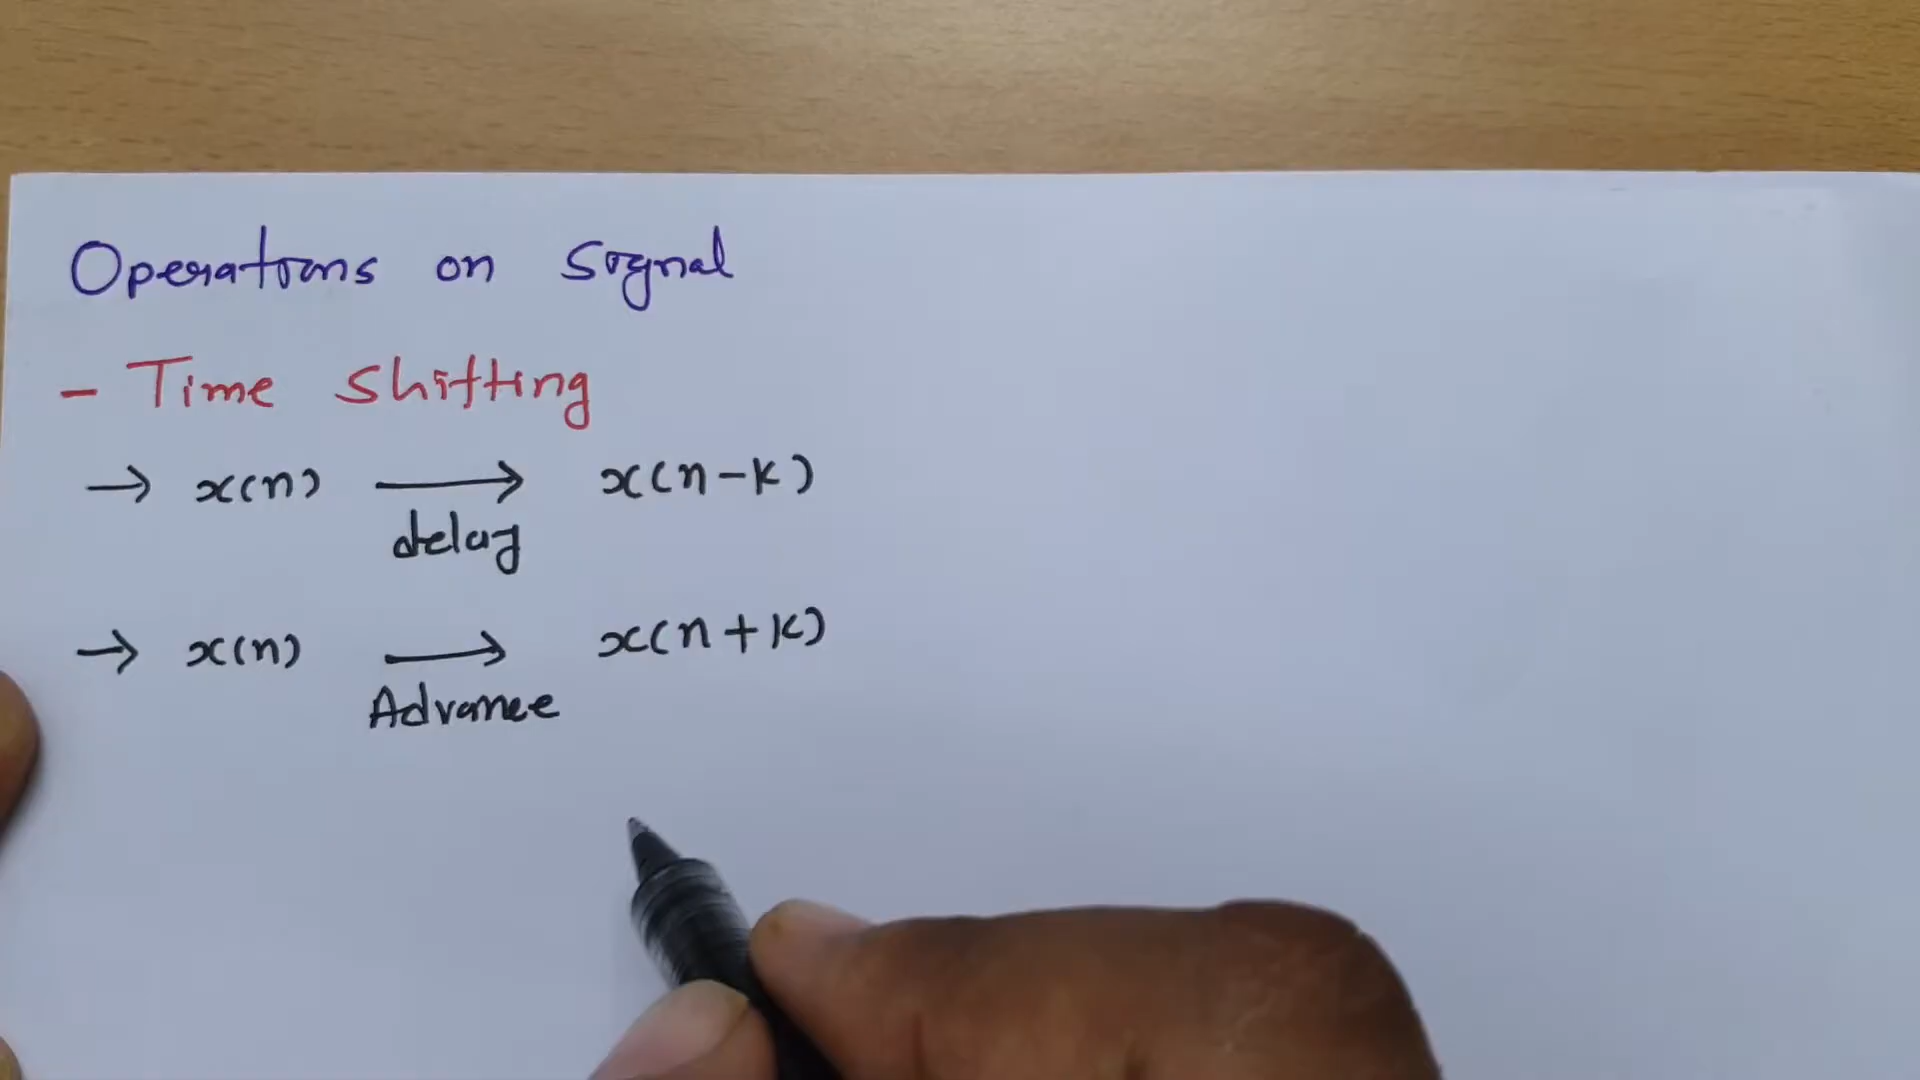 Operations on Signal
- Time Shifting
→ x(n) → x(n-k)
delay
→ x(n) → x(n+k)
Advance